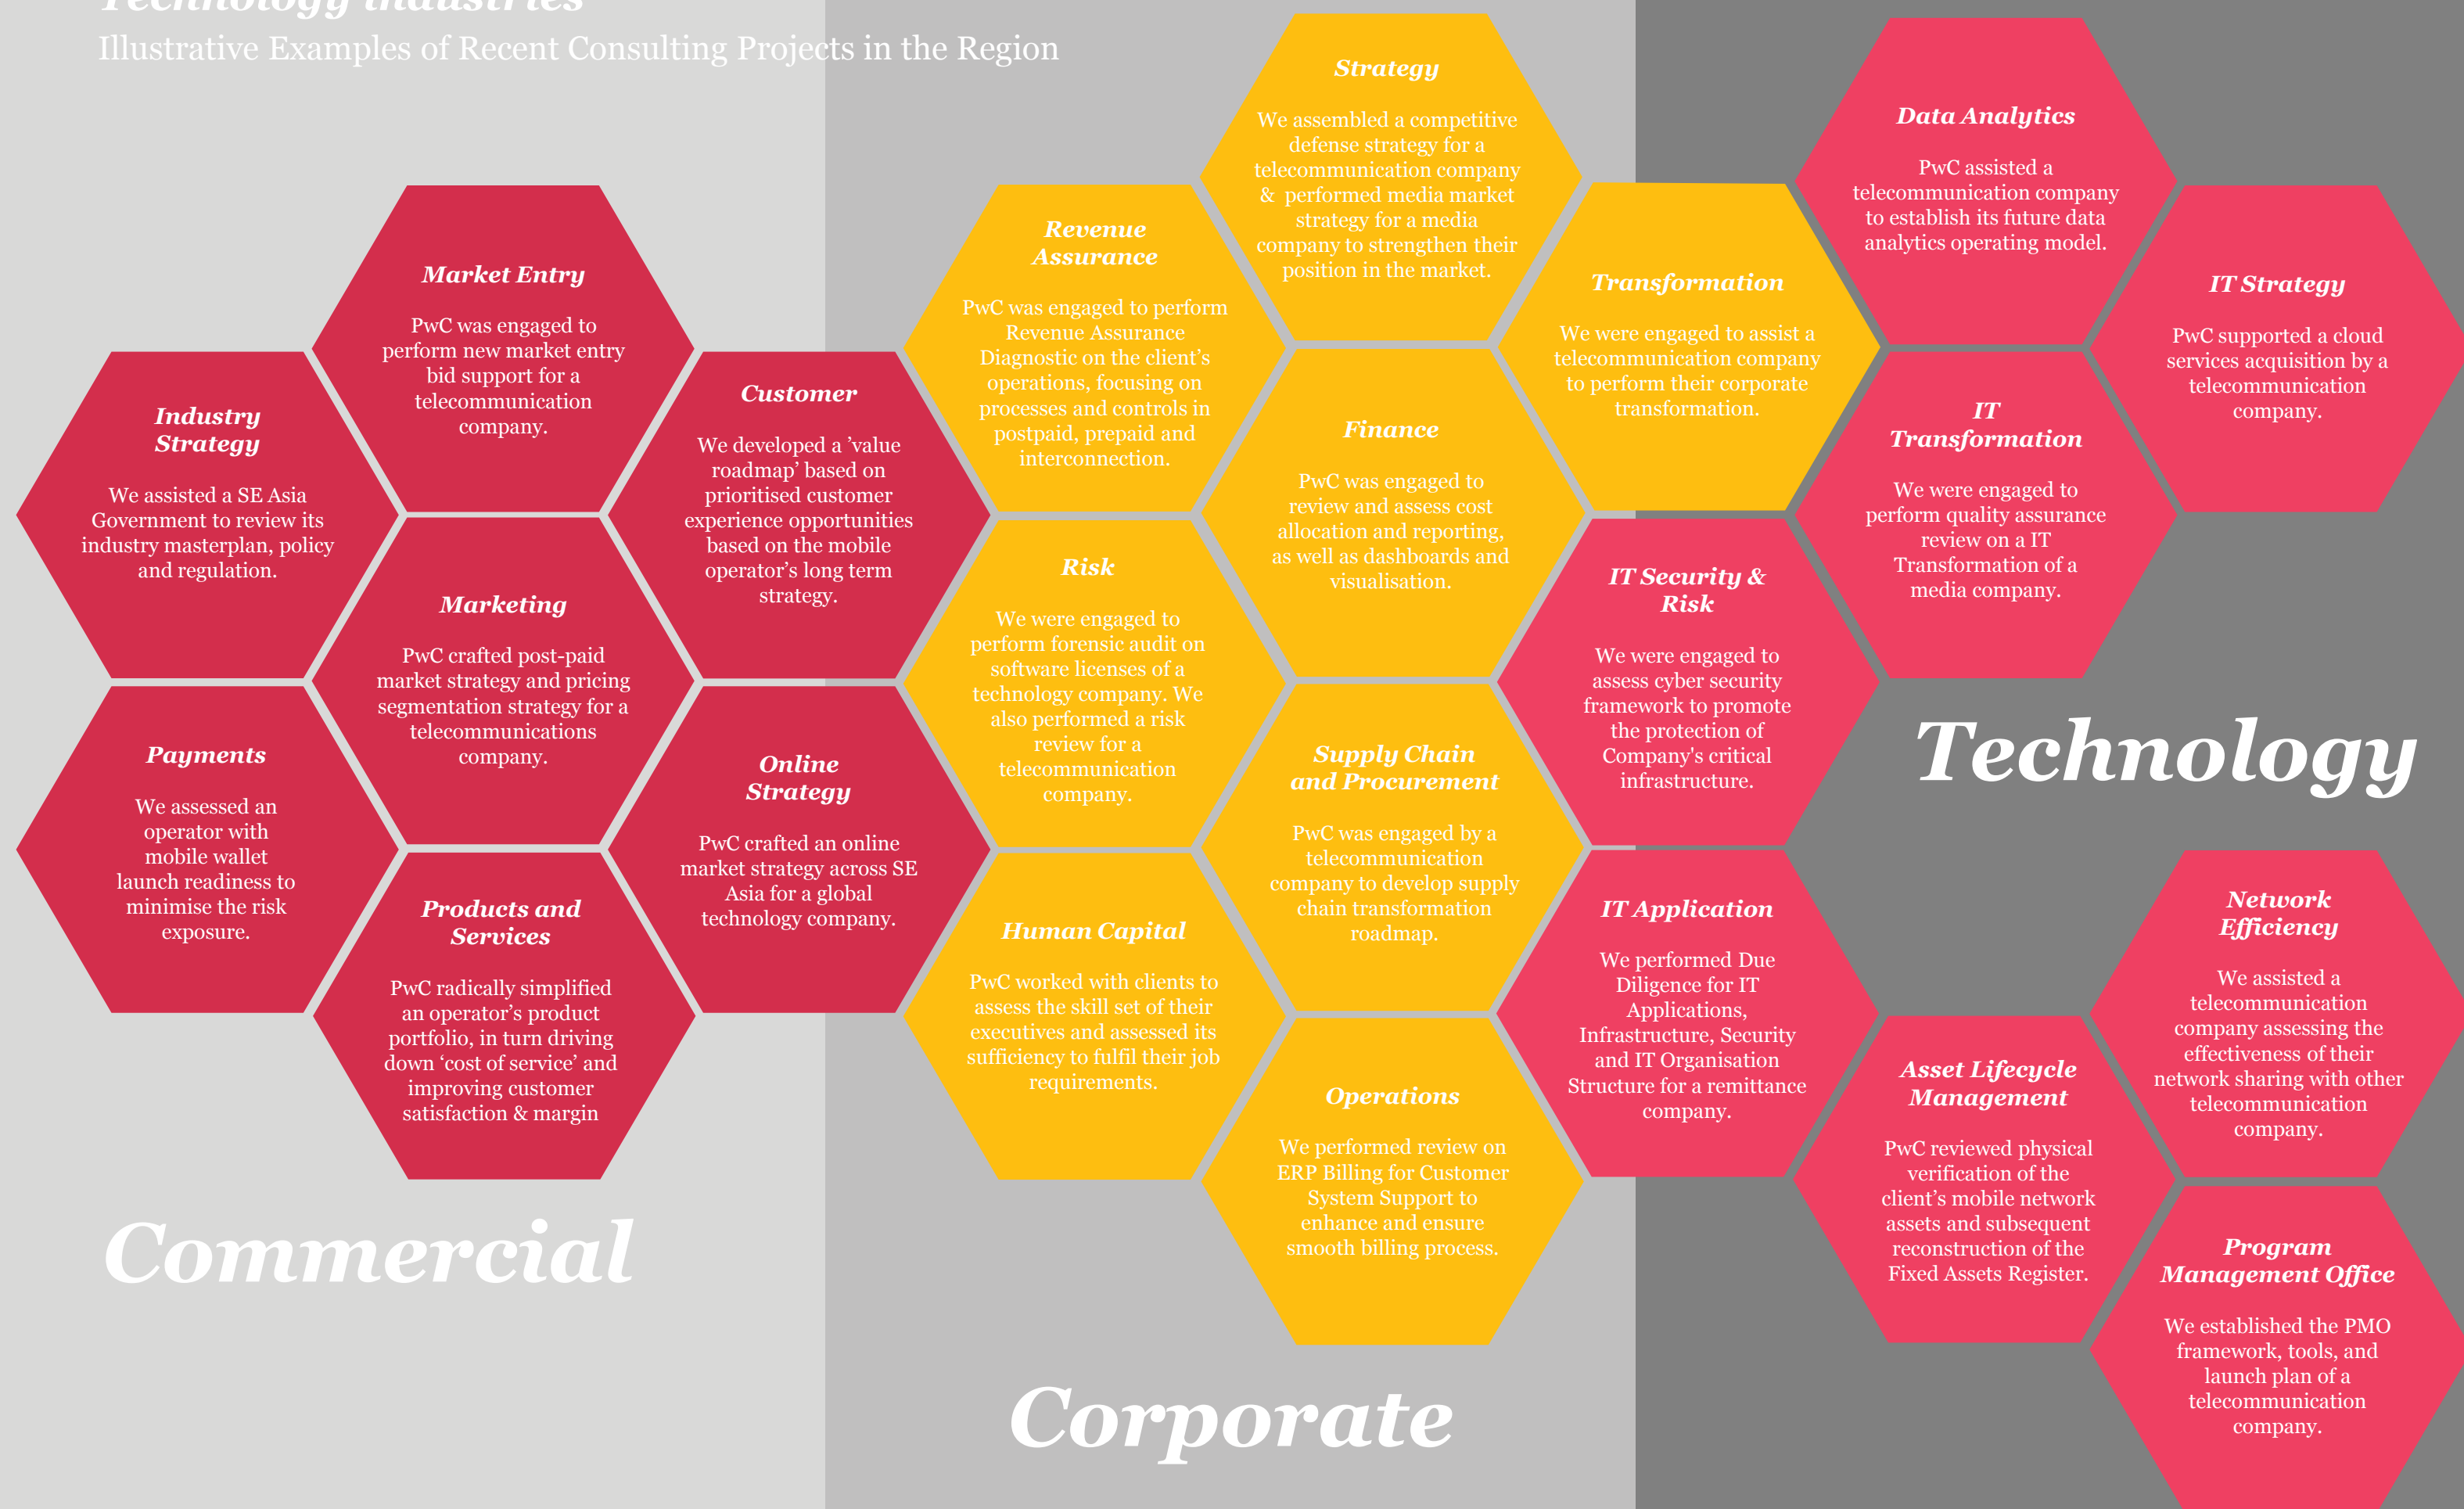 Technology industries
Illustrative Examples of Recent Consulting Projects in the Region
Industry
Strategy
We assisted a SE Asia
Government to review its
industry masterplan, policy
and regulation.
Payments
We assessed an
operator with
mobile wallet
launch readiness to
minimise the risk
exposure.
Market Entry
PwC was engaged to
perform new market entry
bid support for a
telecommunication
company.
Marketing
PwC crafted post-paid
market strategy and pricing
segmentation strategy for a
telecommunications
company.
Products and
Services
PwC radically simplified
an operator’s product
portfolio, in turn driving
down ‘cost of service’ and
improving customer
satisfaction & margin
Customer
We developed a ’value
roadmap’ based on
prioritised customer
experience opportunities
based on the mobile
operator’s long term
strategy.
Online
Strategy
PwC crafted an online
market strategy across SE
Asia for a global
technology company.
Commercial
Revenue
Assurance
PwC was engaged to perform
Revenue Assurance
Diagnostic on the client’s
operations, focusing on
processes and controls in
postpaid, prepaid and
interconnection.
Risk
We were engaged to
perform forensic audit on
software licenses of a
technology company. We
also performed a risk
review for a
telecommunication
company.
Human Capital
PwC worked with clients to
assess the skill set of their
executives and assessed its
sufficiency to fulfil their job
requirements.
Strategy
We assembled a competitive
defense strategy for a
telecommunication company
& performed media market
strategy for a media
company to strengthen their
position in the market.
Finance
PwC was engaged to
review and assess cost
allocation and reporting,
as well as dashboards and
visualisation.
Supply Chain
and Procurement
PwC was engaged by a
telecommunication
company to develop supply
chain transformation
roadmap.
Operations
We performed review on
ERP Billing for Customer
System Support to
enhance and ensure
smooth billing process.
Transformation
We were engaged to assist a
telecommunication company
to perform their corporate
transformation.
Corporate
IT Security &
Risk
We were engaged to
assess cyber security
framework to promote
the protection of
Company's critical
infrastructure.
IT Application
We performed Due
Diligence for IT
Applications,
Infrastructure, Security
and IT Organisation
Structure for a remittance
company.
Data Analytics
PwC assisted a
telecommunication company
to establish its future data
analytics operating model.
IT
Transformation
We were engaged to
perform quality assurance
review on a IT
Transformation of a
media company.
IT Strategy
PwC supported a cloud
services acquisition by a
telecommunication
company.
Technology
Asset Lifecycle
Management
PwC reviewed physical
verification of the
client’s mobile network
assets and subsequent
reconstruction of the
Fixed Assets Register.
Network
Efficiency
We assisted a
telecommunication
company assessing the
effectiveness of their
network sharing with other
telecommunication
company.
Program
Management Office
We established the PMO
framework, tools, and
launch plan of a
telecommunication
company.